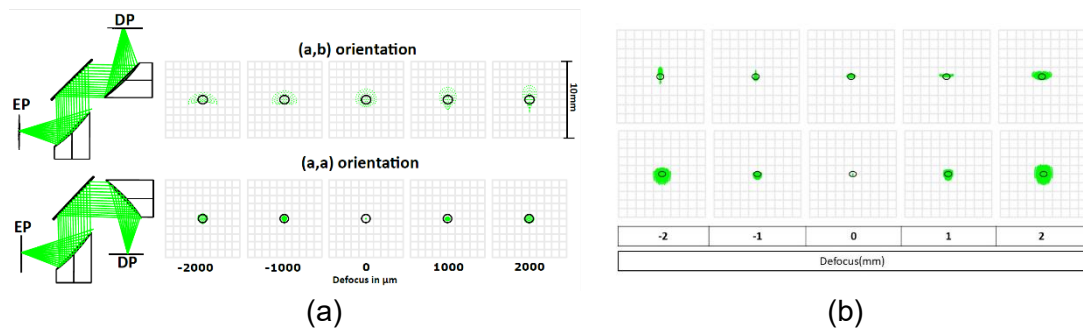 DP
(a,b) orientation
EP
10mm
(a,a) orientation
EP
DP
-2000 -1000 0 1000 2000
Defocus in µm
(a)
-2 -1 0 1 2
Defocus(mm)
(b)